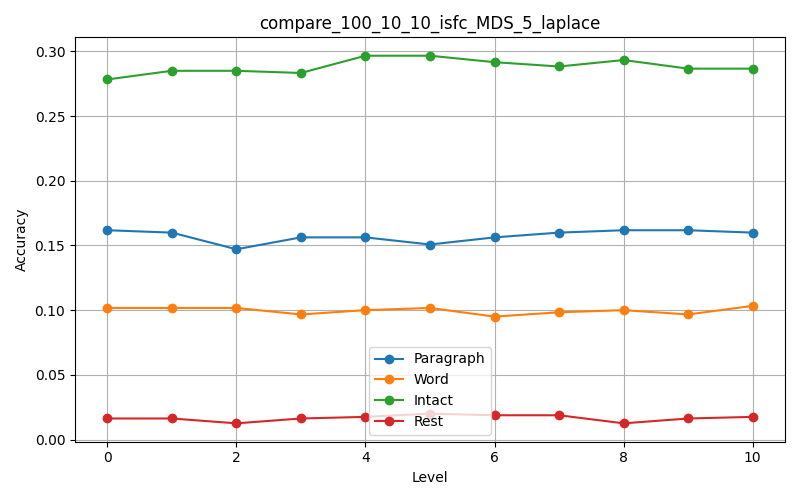 compare_100_10_10_isfc_MDS_5_laplace
0.30
0.25
0.20
0.15
0.10
0.05
0.00
Accuracy
Paragraph
Word
Intact
Rest
0 2 4 6 8 10
Level